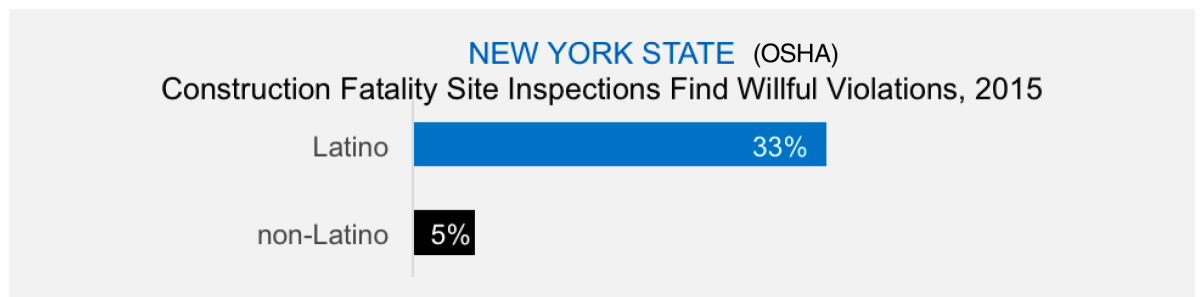 NEW YORK STATE (OSHA)
Construction Fatality Site Inspections Find Willful Violations, 2015
Latino 33%
non-Latino 5%